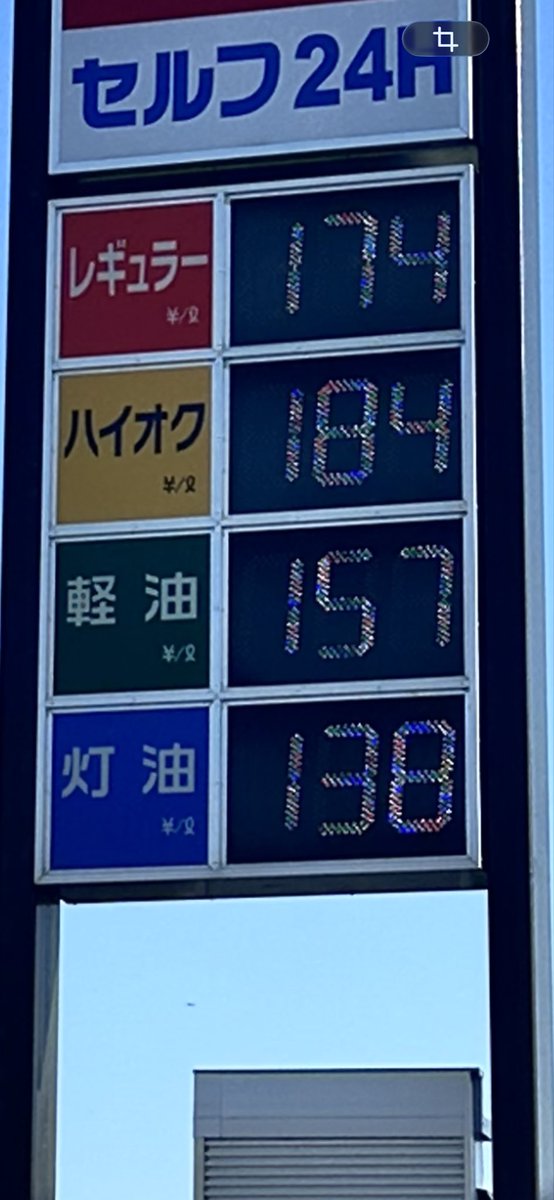 セルフ24H
レギュラー ¥/ℓ 174
ハイオク ¥/ℓ 184
軽油 ¥/ℓ 157
灯油 ¥/ℓ 138